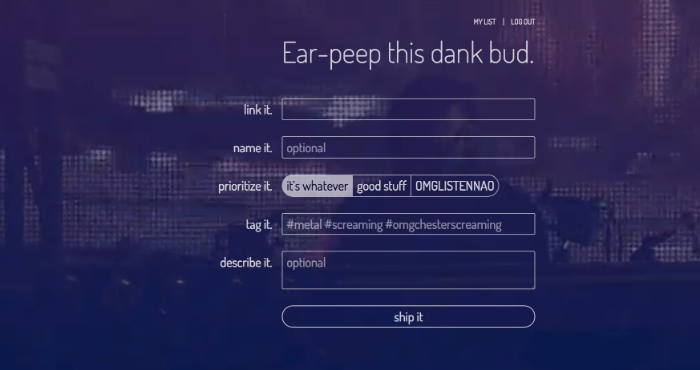 MY LIST | LOG OUT
Ear-peep this dank bud.
link it.
name it. optional
prioritize it. it's whatever good stuff OMGLISTENNAO
tag it. #metal #screaming #omgchesterscreaming
describe it. optional
ship it